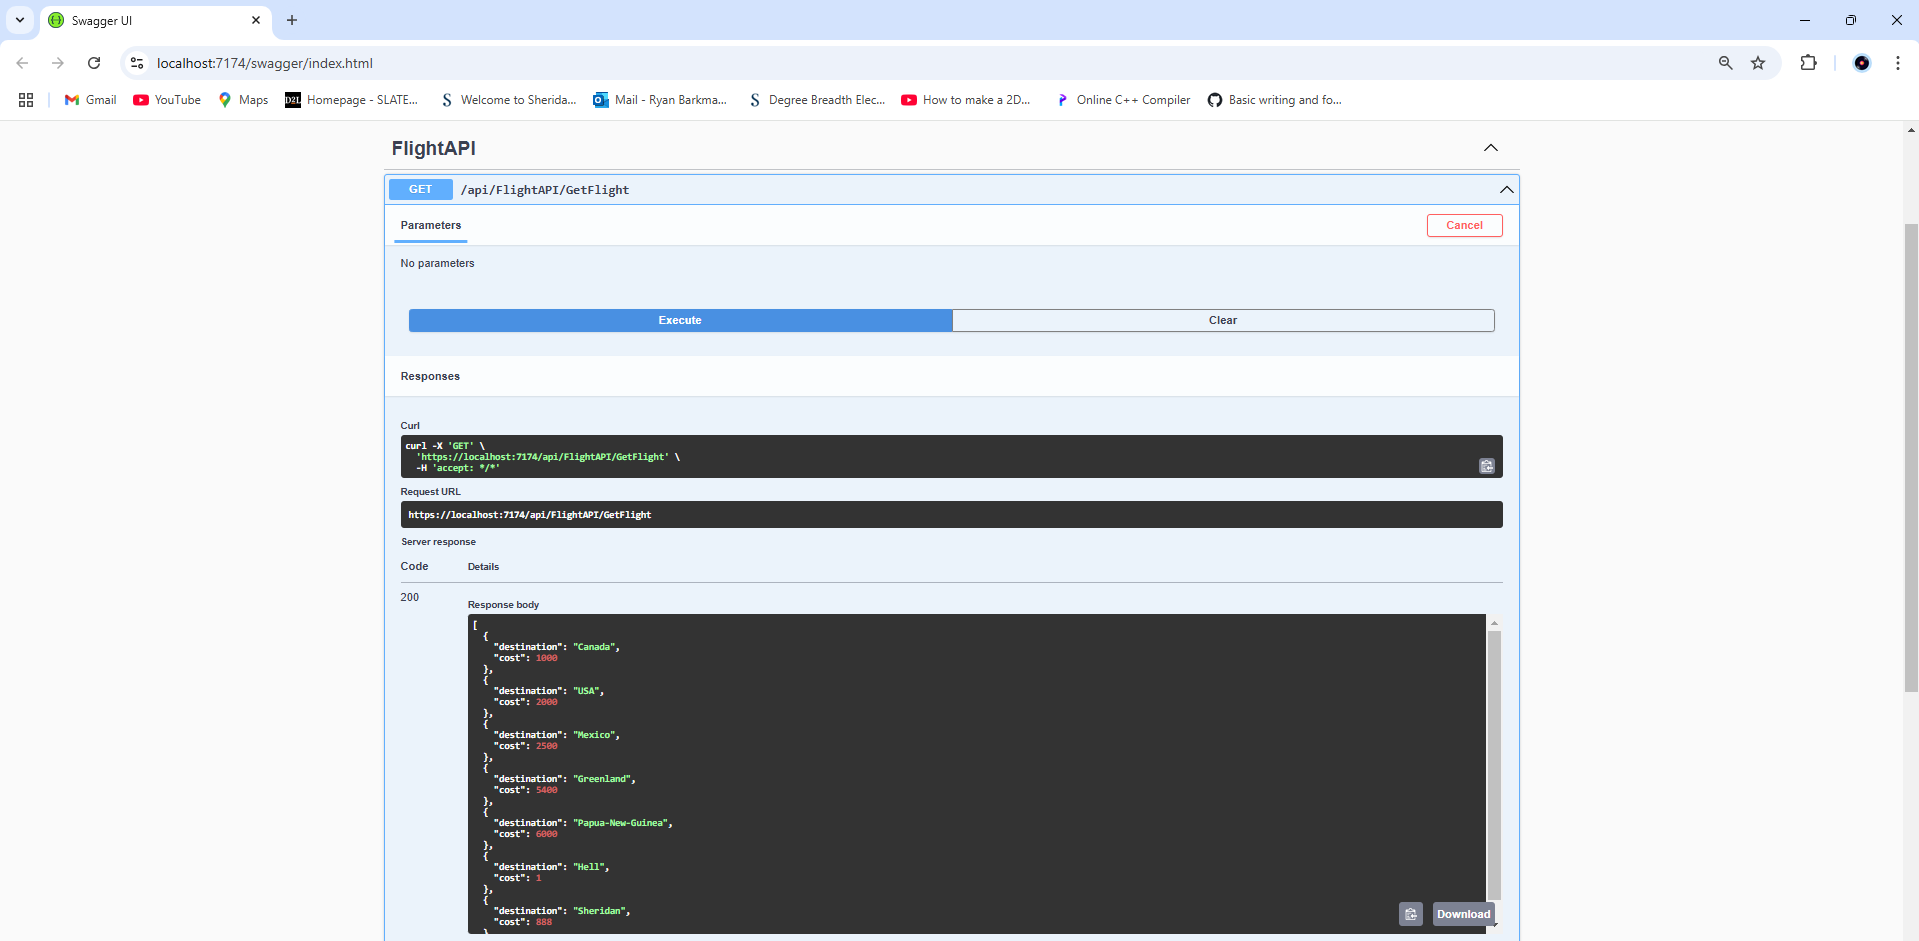 Swagger UI
localhost:7174/swagger/index.html
Gmail
YouTube
Maps
D2L
Homepage - SLATE...
Welcome to Sherida...
Mail - Ryan Barkma...
Degree Breadth Elec...
How to make a 2D...
Online C++ Compiler
Basic writing and fo...
FlightAPI
GET /api/FlightAPI/GetFlight
Parameters
Cancel
No parameters
Execute
Clear
Responses
Curl
curl -X 'GET' \
'https://localhost:7174/api/FlightAPI/GetFlight' \
-H 'accept: */*'
Request URL
https://localhost:7174/api/FlightAPI/GetFlight
Server response
Code Details
200
Response body
[
{
"destination": "Canada",
"cost": 1000
},
{
"destination": "USA",
"cost": 2000
},
{
"destination": "Mexico",
"cost": 2500
},
{
"destination": "Greenland",
"cost": 5400
},
{
"destination": "Papua-New-Guinea",
"cost": 6000
},
{
"destination": "Hell",
"cost": 1
},
{
"destination": "Sheridan",
"cost": 888
Download